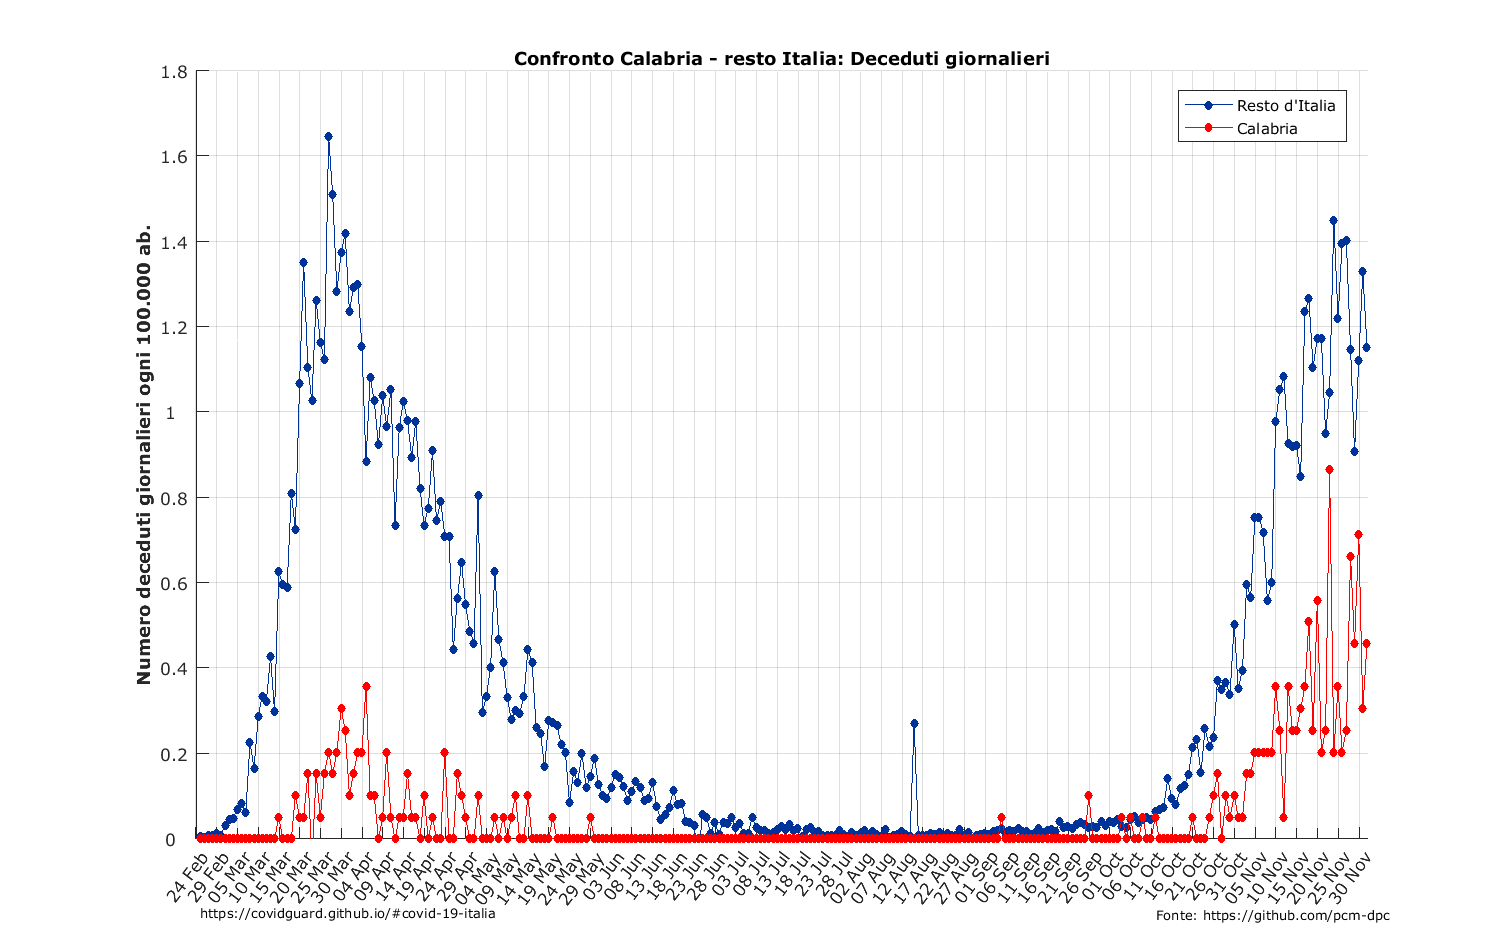 Confronto Calabria - resto Italia: Deceduti giornalieri
Resto d'Italia
Calabria
Numero deceduti giornalieri ogni 100.000 ab.
1.8
1.6
1.4
1.2
1
0.8
0.6
0.4
0.2
0
24 Feb
29 Feb
05 Mar
10 Mar
15 Mar
20 Mar
25 Mar
30 Mar
04 Apr
09 Apr
14 Apr
19 Apr
24 Apr
29 Apr
04 May
09 May
14 May
19 May
24 May
29 May
03 Jun
08 Jun
13 Jun
18 Jun
23 Jun
28 Jun
03 Jul
08 Jul
13 Jul
18 Jul
23 Jul
28 Jul
02 Aug
07 Aug
12 Aug
17 Aug
22 Aug
27 Aug
01 Sep
06 Sep
11 Sep
16 Sep
21 Sep
26 Sep
01 Oct
06 Oct
11 Oct
16 Oct
21 Oct
26 Oct
31 Oct
05 Nov
10 Nov
15 Nov
20 Nov
25 Nov
30 Nov
https://covidguard.github.io/#covid-19-italia
Fonte: https://github.com/pcm-dpc